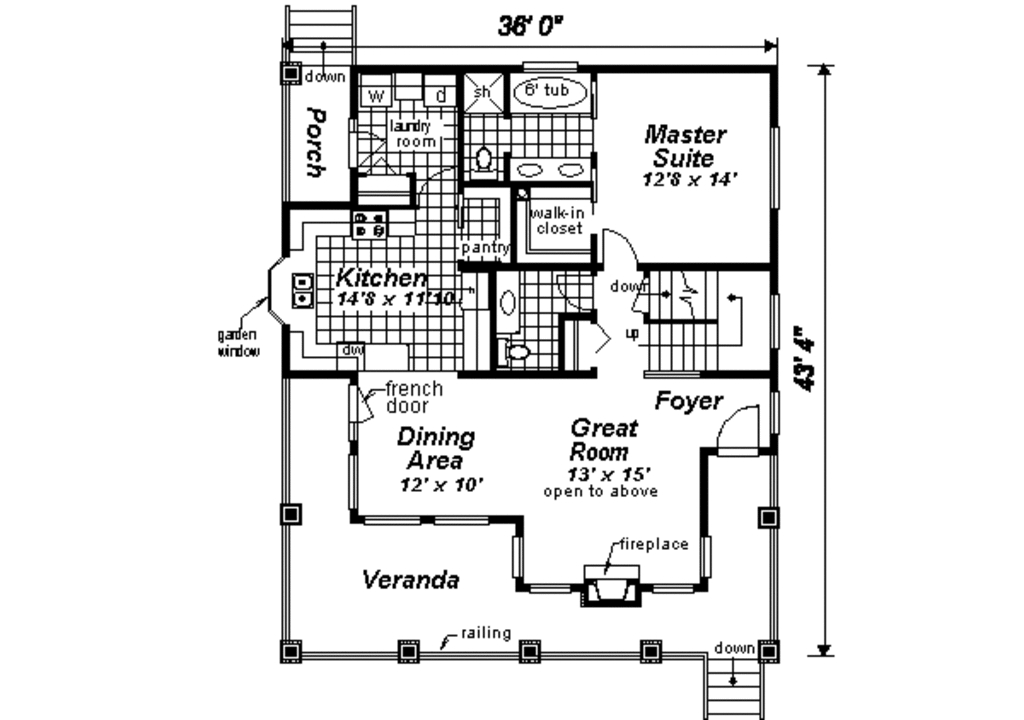 36' 0"
down
w
d
sh
6' tub
Porch
laundry
room
Master
Suite
12'8 x 14'
walk-in
closet
pantry
Kitchen
14'8 x 11'10
down
garden
window
up
dw
43' 4"
french
door
Foyer
Dining
Area
12' x 10'
Great
Room
13' x 15'
open to above
fireplace
Veranda
railing
down